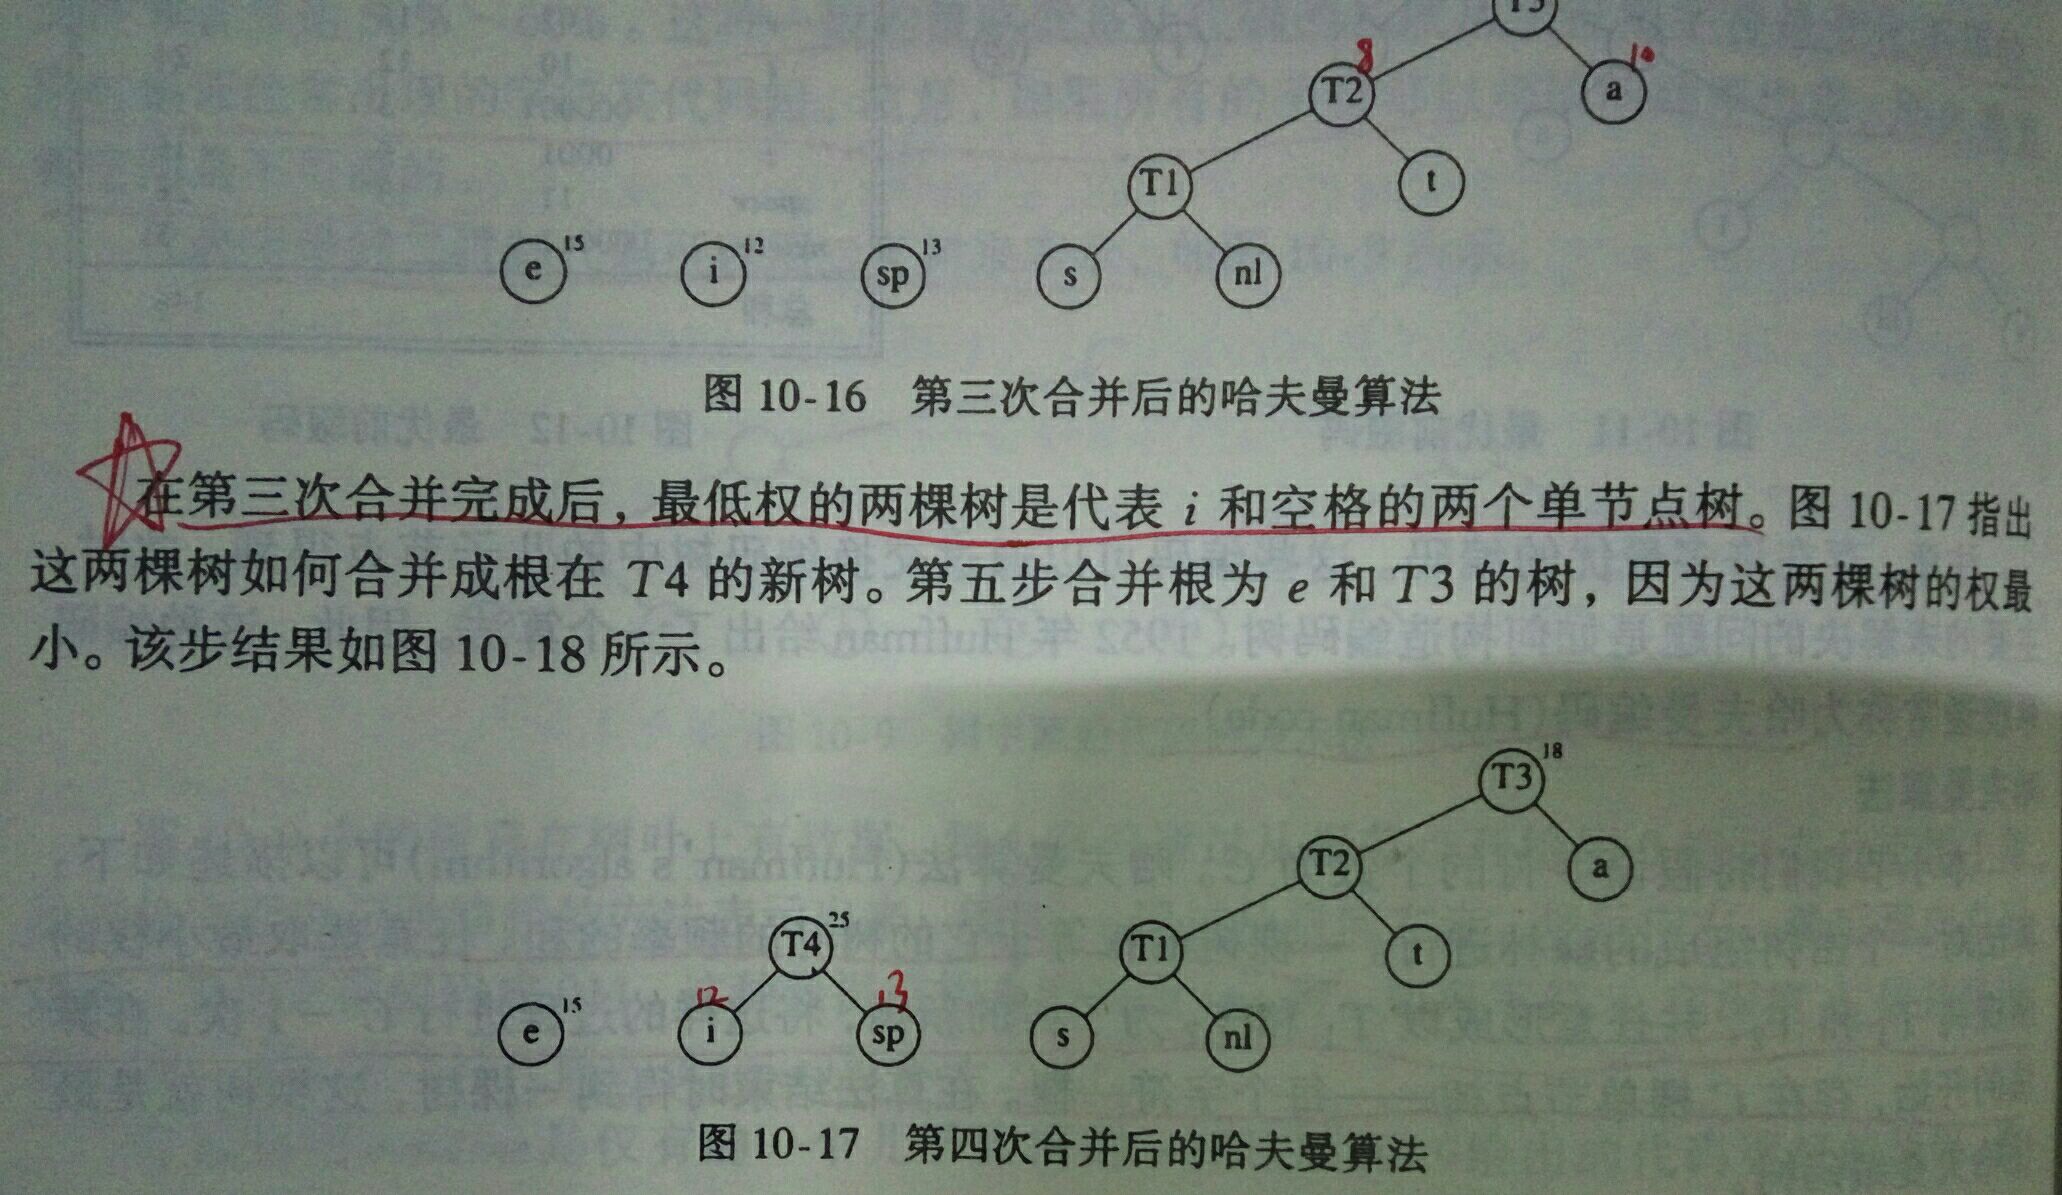 T3
8
10
T2
a
T1
t
e 15
i 12
sp 13
s
nl
图 10-16 第三次合并后的哈夫曼算法
在第三次合并完成后，最低权的两棵树是代表 i 和空格的两个单节点树。图 10-17 指出
这两棵树如何合并成根在 T4 的新树。第五步合并根为 e 和 T3 的树，因为这两棵树的权最
小。该步结果如图 10-18 所示。
T3 18
T2
a
T4 25
T1
t
12
13
e 15
i
sp
s
nl
图 10-17 第四次合并后的哈夫曼算法